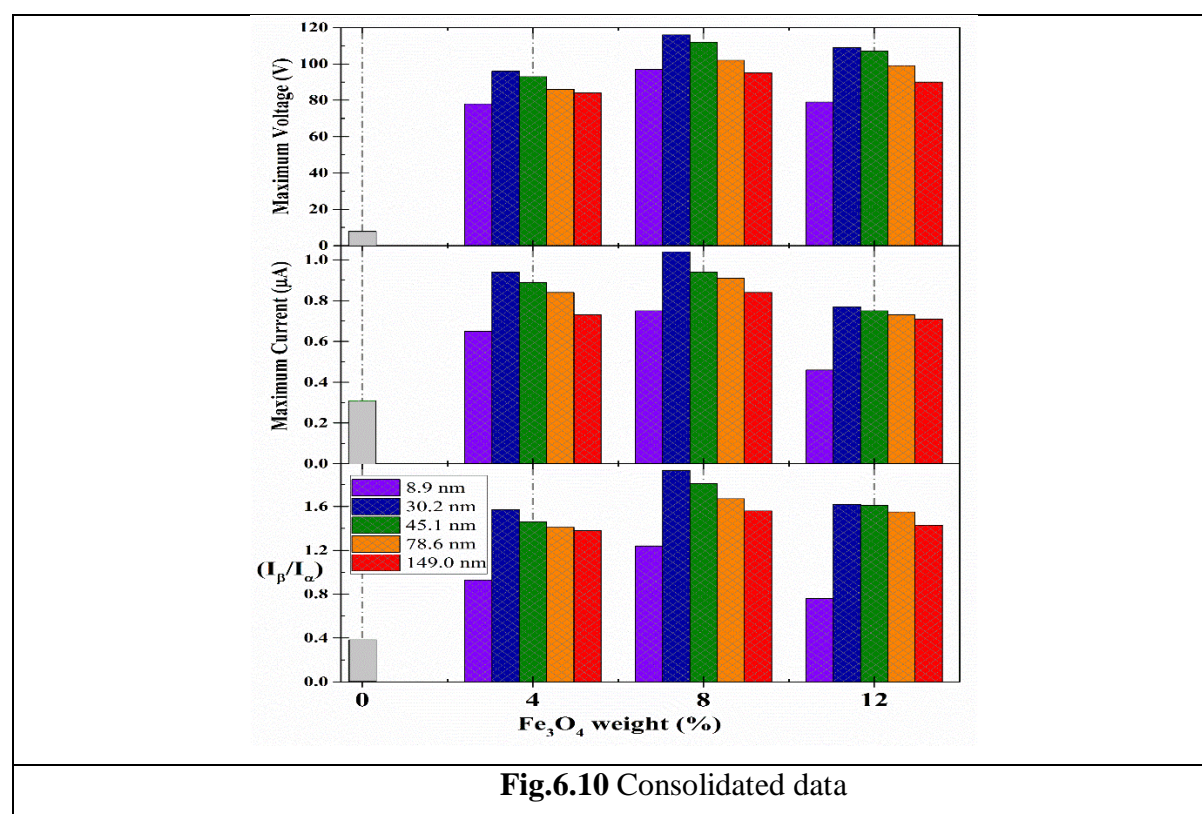 Maximum Voltage (V)
120
100
80
60
40
20
0
Maximum Current (µA)
1.0
0.8
0.6
0.4
0.2
0.0
(Iβ/Iα)
1.6
1.2
0.8
0.4
0.0
8.9 nm
30.2 nm
45.1 nm
78.6 nm
149.0 nm
0 4 8 12
Fe₃O₄ weight (%)
Fig.6.10 Consolidated data